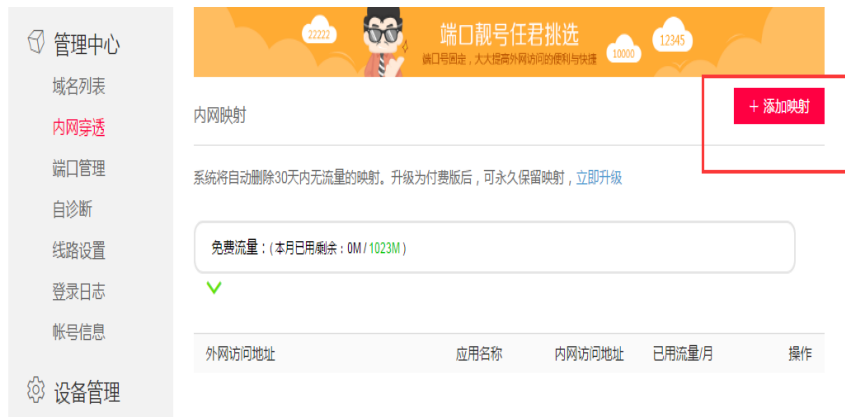 管理中心
域名列表
内网穿透
端口管理
自诊断
线路设置
登录日志
帐号信息
设备管理
22222
端口靓号任君挑选
端口号固定，大大提高外网访问的便利与快捷
10000
12345
内网映射
+ 添加映射
系统将自动删除30天内无流量的映射。升级为付费版后，可永久保留映射，立即升级
免费流量：(本月已用/剩余：0M / 1023M )
外网访问地址 应用名称 内网访问地址 已用流量/月 操作